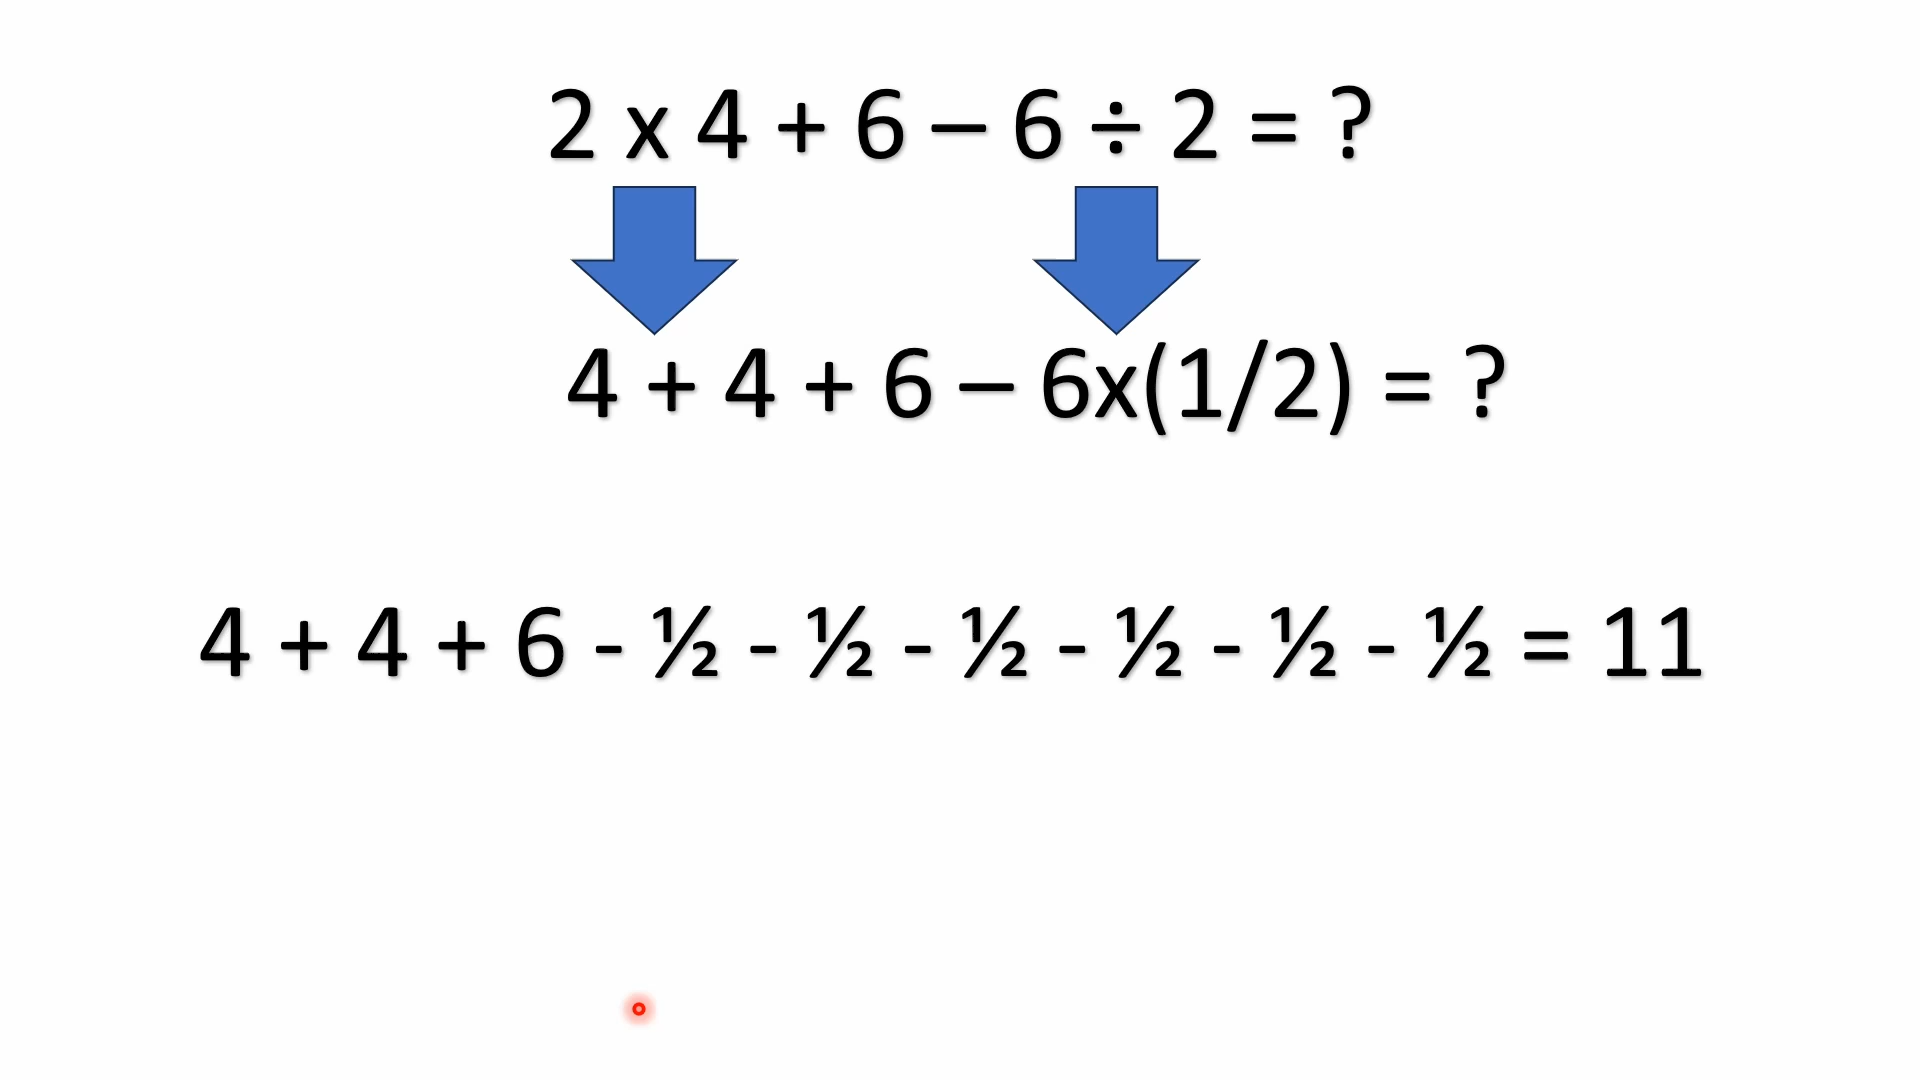 2 x 4 + 6 – 6 ÷ 2 = ?
4 + 4 + 6 – 6x(1/2) = ?
4 + 4 + 6 - ½ - ½ - ½ - ½ - ½ - ½ = 11